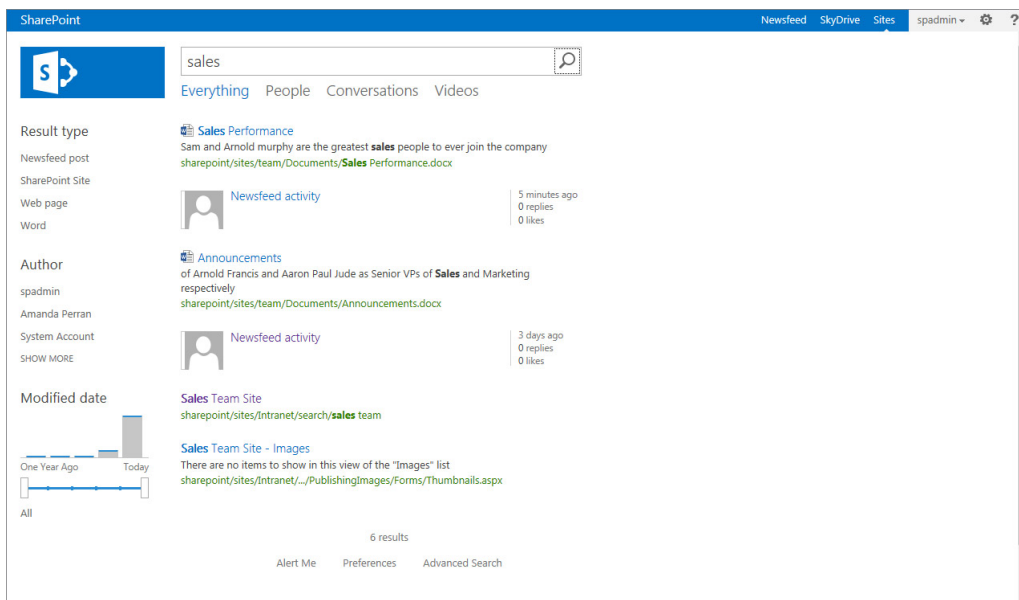 SharePoint
Newsfeed SkyDrive Sites spadmin ?
S
sales
Everything People Conversations Videos
Result type
Newsfeed post
SharePoint Site
Web page
Word
Author
spadmin
Amanda Perran
System Account
SHOW MORE
Modified date
One Year Ago Today
All
Sales Performance
Sam and Arnold murphy are the greatest sales people to ever join the company
sharepoint/sites/team/Documents/Sales Performance.docx
Newsfeed activity
5 minutes ago
0 replies
0 likes
Announcements
of Arnold Francis and Aaron Paul Jude as Senior VPs of Sales and Marketing
respectively
sharepoint/sites/team/Documents/Announcements.docx
Newsfeed activity
3 days ago
0 replies
0 likes
Sales Team Site
sharepoint/sites/Intranet/search/sales team
Sales Team Site - Images
There are no items to show in this view of the "Images" list
sharepoint/sites/Intranet/.../PublishingImages/Forms/Thumbnails.aspx
6 results
Alert Me Preferences Advanced Search